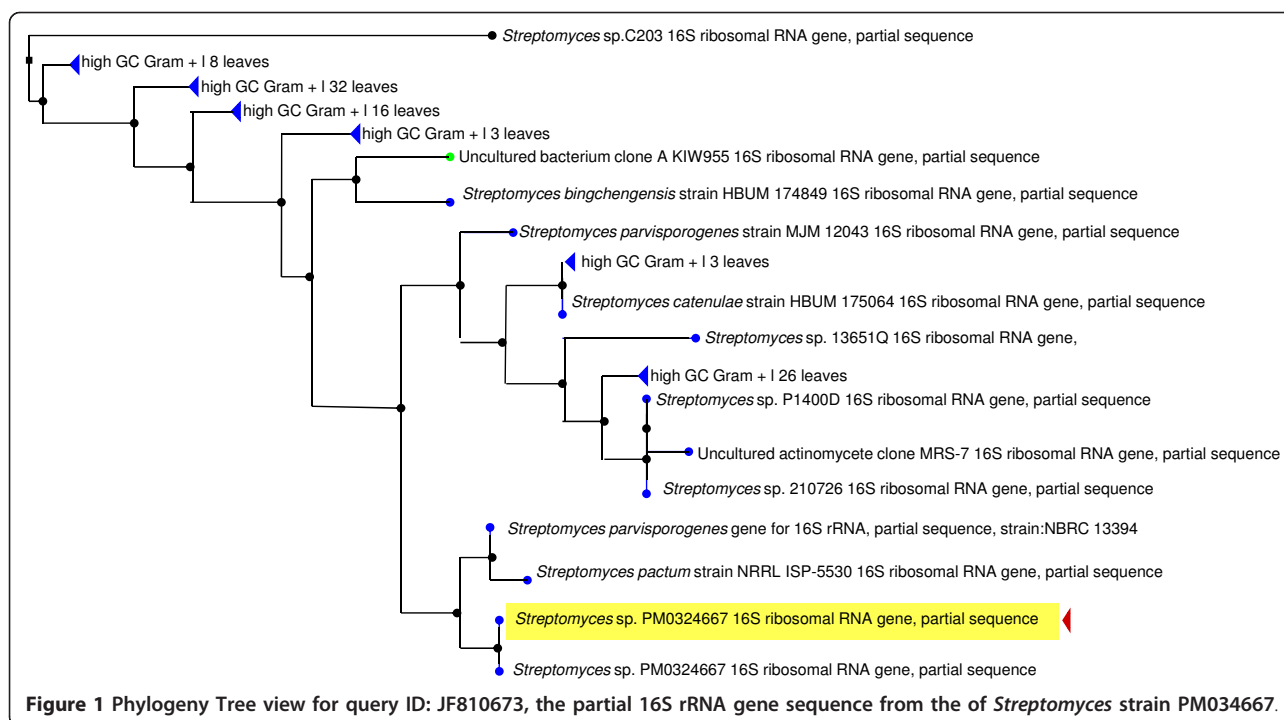 Streptomyces sp.C203 16S ribosomal RNA gene, partial sequence
high GC Gram + l 8 leaves
high GC Gram + l 32 leaves
high GC Gram + l 16 leaves
high GC Gram + l 3 leaves
Uncultured bacterium clone A KIW955 16S ribosomal RNA gene, partial sequence
Streptomyces bingchengensis strain HBUM 174849 16S ribosomal RNA gene, partial sequence
Streptomyces parvisporogenes strain MJM 12043 16S ribosomal RNA gene, partial sequence
high GC Gram + l 3 leaves
Streptomyces catenulae strain HBUM 175064 16S ribosomal RNA gene, partial sequence
Streptomyces sp. 13651Q 16S ribosomal RNA gene,
high GC Gram + l 26 leaves
Streptomyces sp. P1400D 16S ribosomal RNA gene, partial sequence
Uncultured actinomycete clone MRS-7 16S ribosomal RNA gene, partial sequence
Streptomyces sp. 210726 16S ribosomal RNA gene, partial sequence
Streptomyces parvisporogenes gene for 16S rRNA, partial sequence, strain:NBRC 13394
Streptomyces pactum strain NRRL ISP-5530 16S ribosomal RNA gene, partial sequence
Streptomyces sp. PM0324667 16S ribosomal RNA gene, partial sequence
Streptomyces sp. PM0324667 16S ribosomal RNA gene, partial sequence
Figure 1 Phylogeny Tree view for query ID: JF810673, the partial 16S rRNA gene sequence from the of Streptomyces strain PM034667.